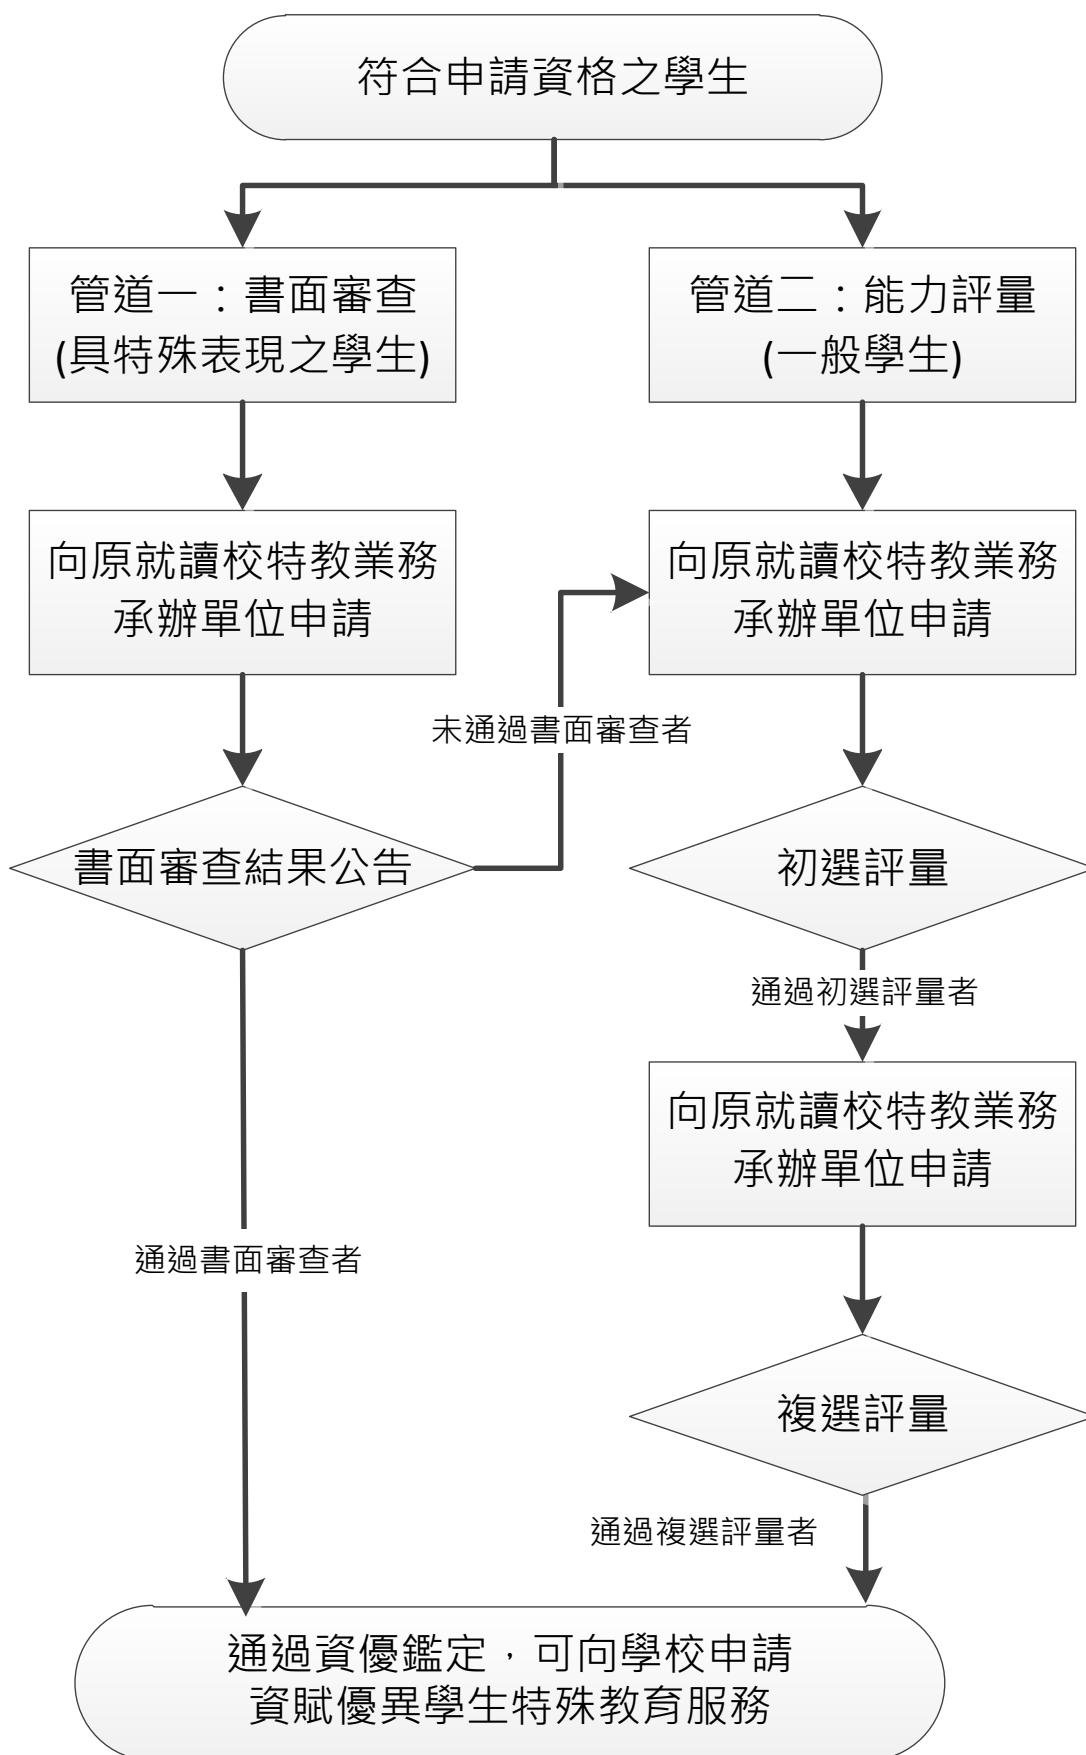 符合申請資格之學生
管道一：書面審查
(具特殊表現之學生)
管道二：能力評量
(一般學生)
向原就讀校特教業務
承辦單位申請
向原就讀校特教業務
承辦單位申請
未通過書面審查者
書面審查結果公告
初選評量
通過初選評量者
向原就讀校特教業務
承辦單位申請
通過書面審查者
複選評量
通過複選評量者
通過資優鑑定，可向學校申請
資賦優異學生特殊教育服務